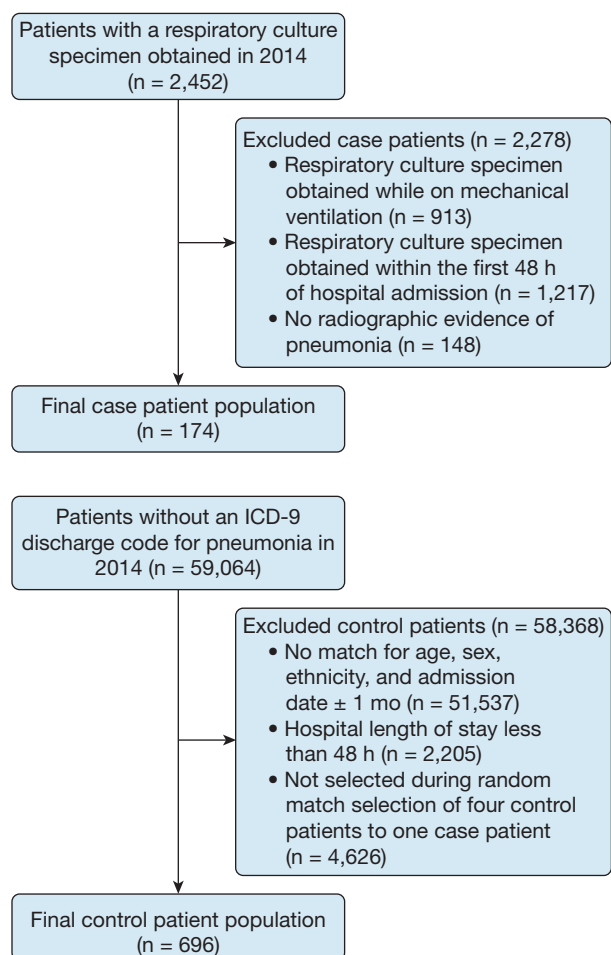 Patients with a respiratory culture
specimen obtained in 2014
(n = 2,452)
Excluded case patients (n = 2,278)
• Respiratory culture specimen
obtained while on mechanical
ventilation (n = 913)
• Respiratory culture specimen
obtained within the first 48 h
of hospital admission (n = 1,217)
• No radiographic evidence of
pneumonia (n = 148)
Final case patient population
(n = 174)
Patients without an ICD-9
discharge code for pneumonia in
2014 (n = 59,064)
Excluded control patients (n = 58,368)
• No match for age, sex,
ethnicity, and admission
date ± 1 mo (n = 51,537)
• Hospital length of stay less
than 48 h (n = 2,205)
• Not selected during random
match selection of four control
patients to one case patient
(n = 4,626)
Final control patient population
(n = 696)